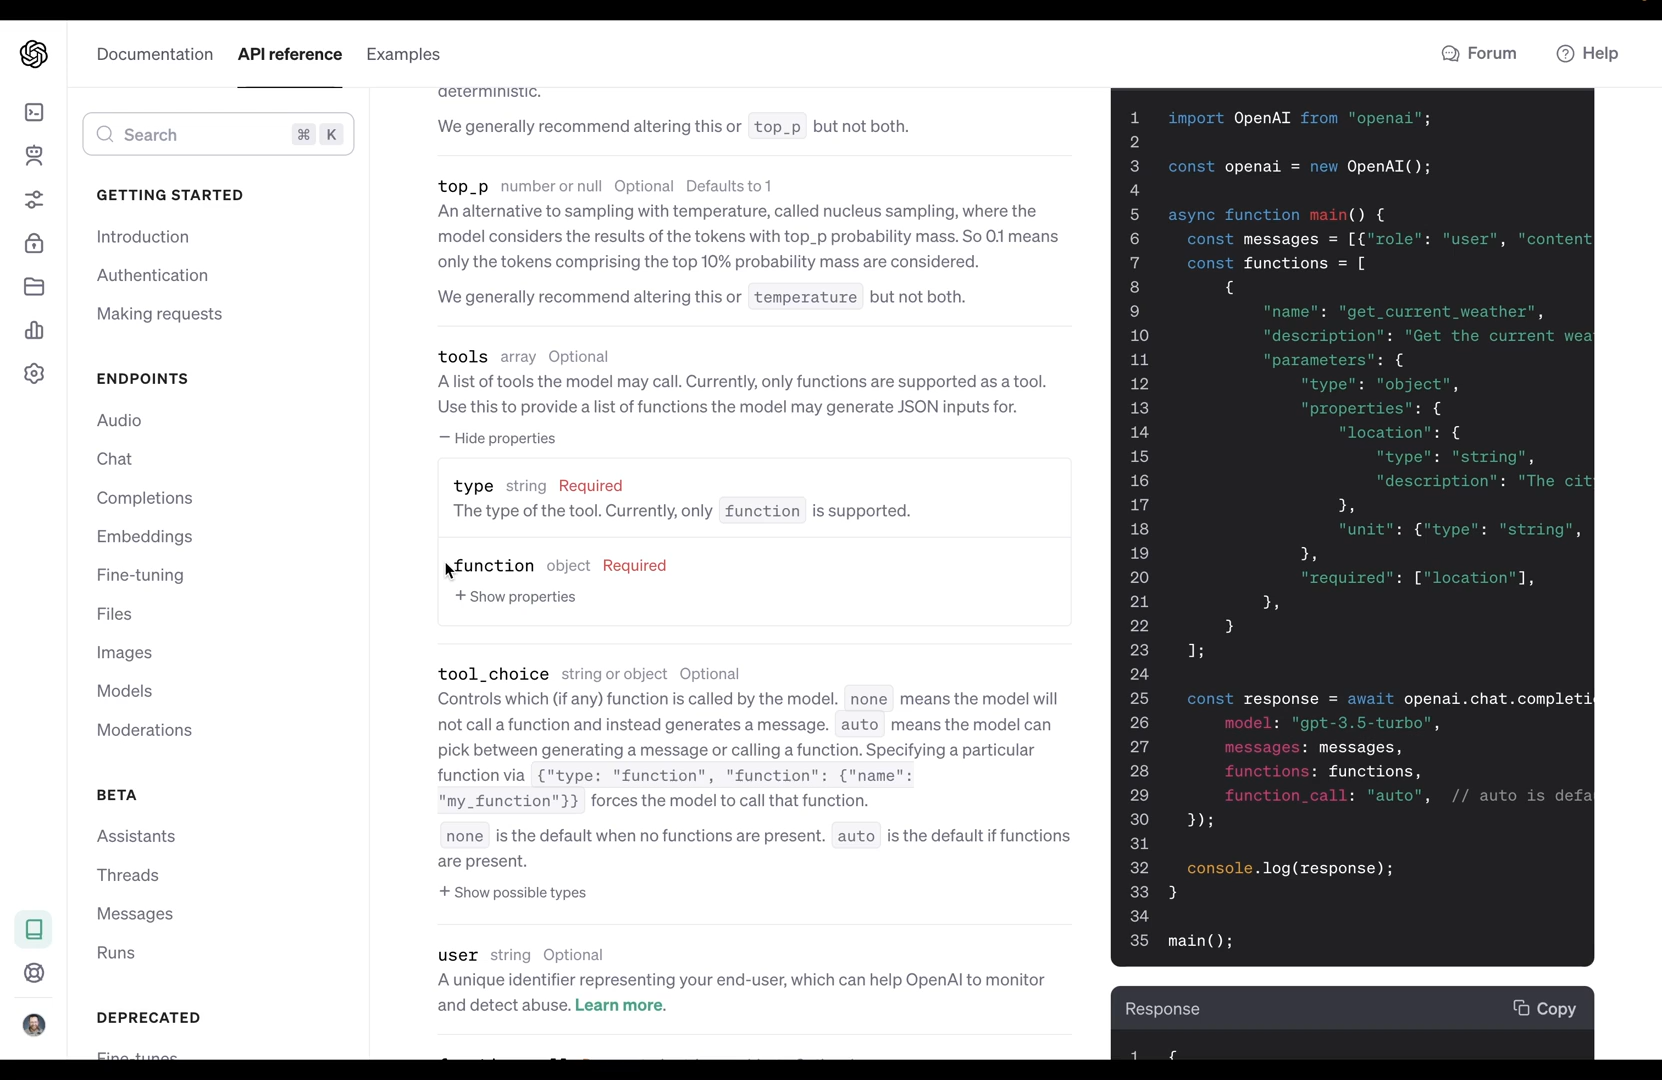 Documentation API reference Examples
Forum Help
Search ⌘ K
GETTING STARTED
Introduction
Authentication
Making requests
ENDPOINTS
Audio
Chat
Completions
Embeddings
Fine-tuning
Files
Images
Models
Moderations
BETA
Assistants
Threads
Messages
Runs
DEPRECATED
Fine-tunes
deterministic.
We generally recommend altering this or top_p but not both.
top_p number or null Optional Defaults to 1
An alternative to sampling with temperature, called nucleus sampling, where the
model considers the results of the tokens with top_p probability mass. So 0.1 means
only the tokens comprising the top 10% probability mass are considered.
We generally recommend altering this or temperature but not both.
tools array Optional
A list of tools the model may call. Currently, only functions are supported as a tool.
Use this to provide a list of functions the model may generate JSON inputs for.
− Hide properties
type string Required
The type of the tool. Currently, only function is supported.
function object Required
+ Show properties
tool_choice string or object Optional
Controls which (if any) function is called by the model. none means the model will
not call a function and instead generates a message. auto means the model can
pick between generating a message or calling a function. Specifying a particular
function via {"type: "function", "function": {"name":
"my_function"}} forces the model to call that function.
none is the default when no functions are present. auto is the default if functions
are present.
+ Show possible types
user string Optional
A unique identifier representing your end-user, which can help OpenAI to monitor
and detect abuse. Learn more.
1 import OpenAI from "openai";
2
3 const openai = new OpenAI();
4
5 async function main() {
6 const messages = [{"role": "user", "content
7 const functions = [
8 {
9 "name": "get_current_weather",
10 "description": "Get the current wea
11 "parameters": {
12 "type": "object",
13 "properties": {
14 "location": {
15 "type": "string",
16 "description": "The cit
17 },
18 "unit": {"type": "string",
19 },
20 "required": ["location"],
21 },
22 }
23 ];
24
25 const response = await openai.chat.completi
26 model: "gpt-3.5-turbo",
27 messages: messages,
28 functions: functions,
29 function_call: "auto", // auto is defa
30 });
31
32 console.log(response);
33 }
34
35 main();
Response Copy
1 {